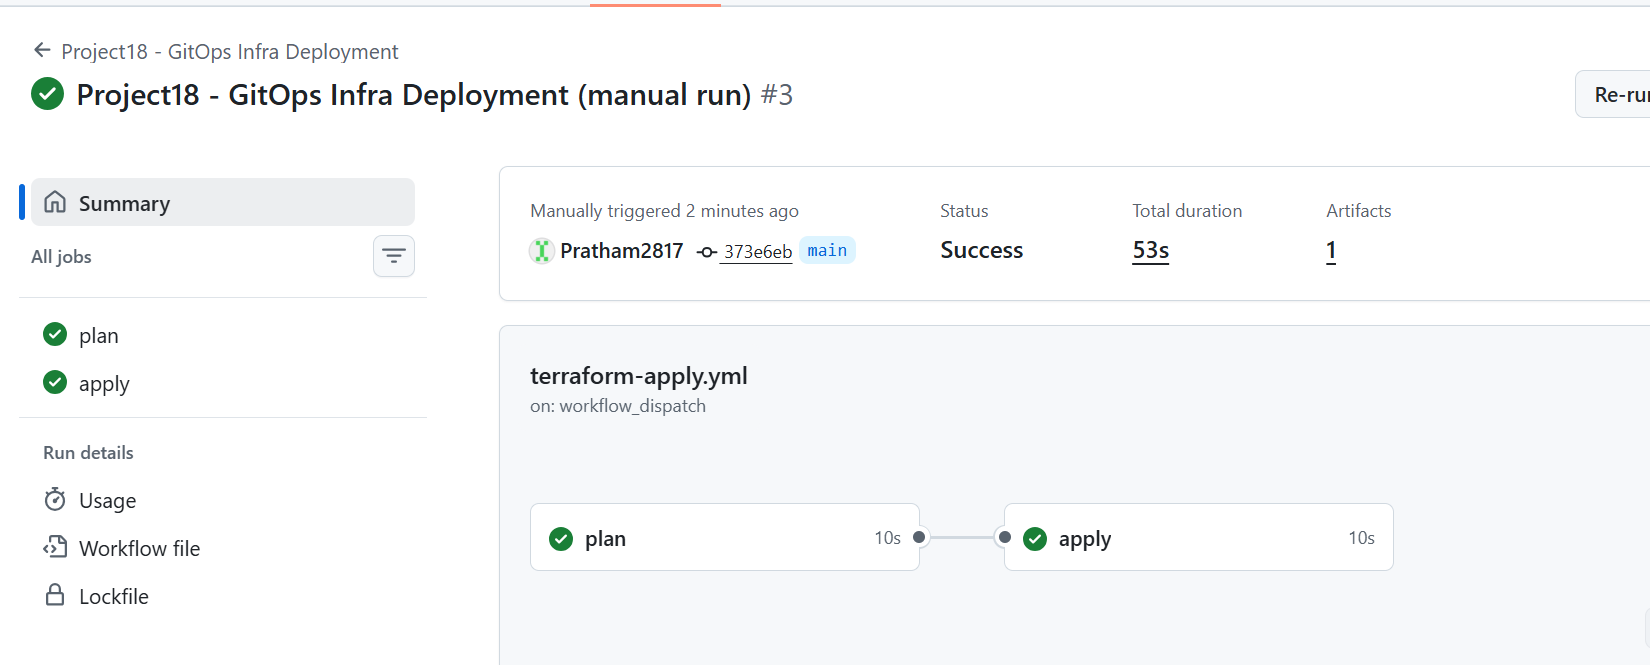 Project18 - GitOps Infra Deployment
Project18 - GitOps Infra Deployment (manual run) #3
Re-run
Summary
All jobs
plan
apply
Run details
Usage
Workflow file
Lockfile
Manually triggered 2 minutes ago
Pratham2817 373e6eb main
Status
Success
Total duration
53s
Artifacts
1
terraform-apply.yml
on: workflow_dispatch
plan 10s
apply 10s